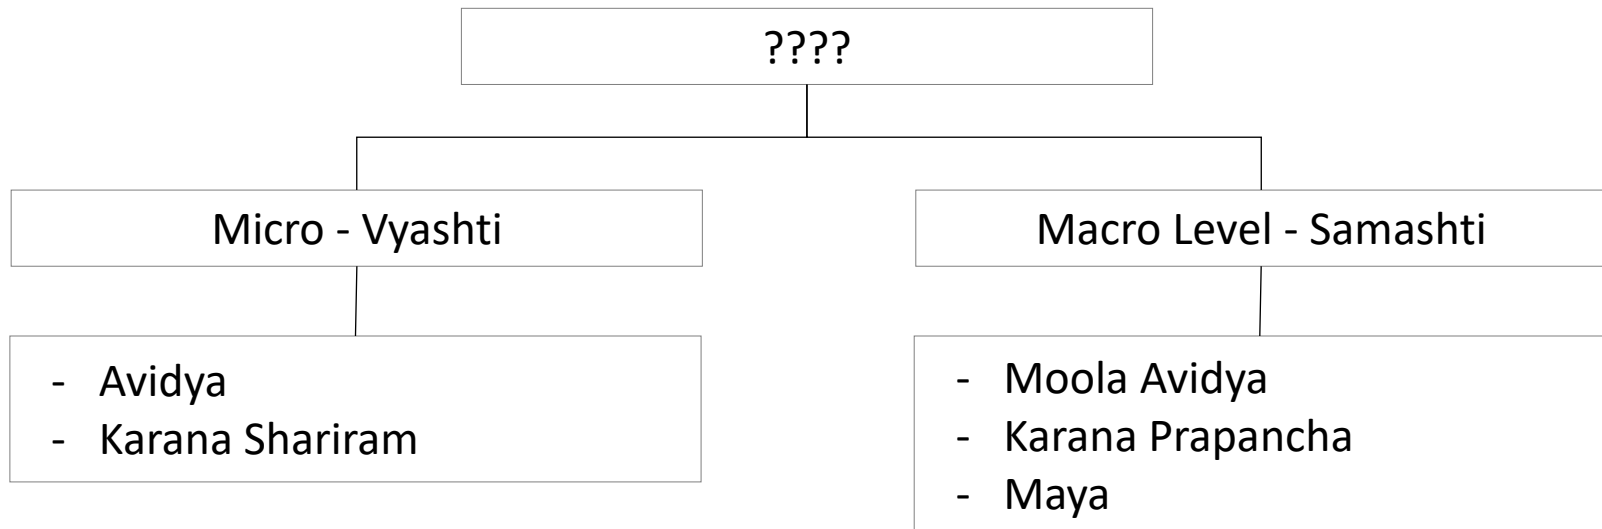 ????
Micro - Vyashti
Macro Level - Samashti
- Avidya
- Karana Shariram
- Moola Avidya
- Karana Prapancha
- Maya